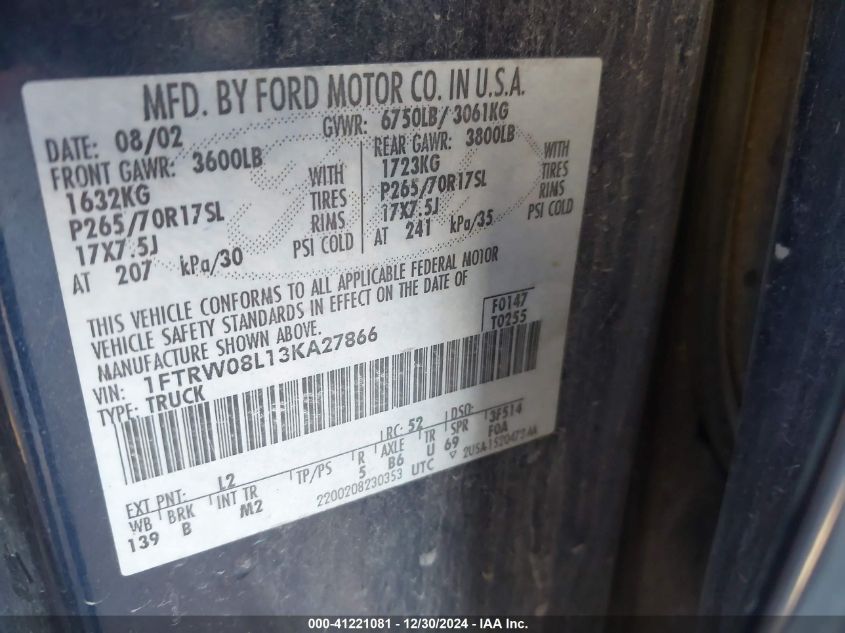 MFD. BY FORD MOTOR CO. IN U.S.A.
DATE: 08/02 GVWR: 6750LB/ 3061KG
FRONT GAWR: 3600LB REAR GAWR: 3800LB
1632KG WITH 1723KG WITH
P265/70R17SL TIRES P265/70R17SL TIRES
17X7.5J RIMS 17X7.5J RIMS
AT 207 kPa/30 PSI COLD AT 241 kPa/35 PSI COLD
THIS VEHICLE CONFORMS TO ALL APPLICABLE FEDERAL MOTOR
VEHICLE SAFETY STANDARDS IN EFFECT ON THE DATE OF
MANUFACTURE SHOWN ABOVE.
F0147
T0255
VIN: 1FTRW08L13KA27866
TYPE: TRUCK
EXT PNT: L2 RC: 52 DSO: 3F514
WB BRK INT TR TP/PS R AXLE TR SPR F0A
139 B M2 5 B6 U 69
2200208230353 UTC
000-41221081 - 12/30/2024 - IAA Inc.